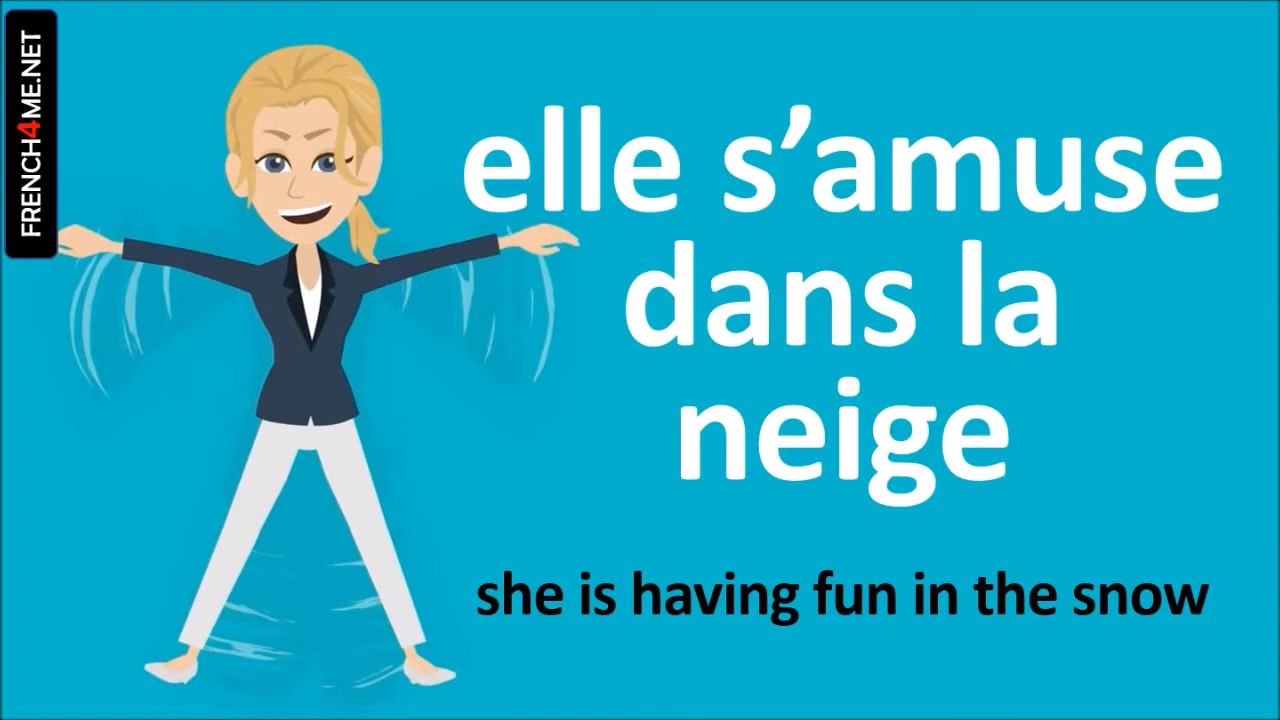 FRENCH4ME.NET
elle s’amuse
dans la
neige
she is having fun in the snow